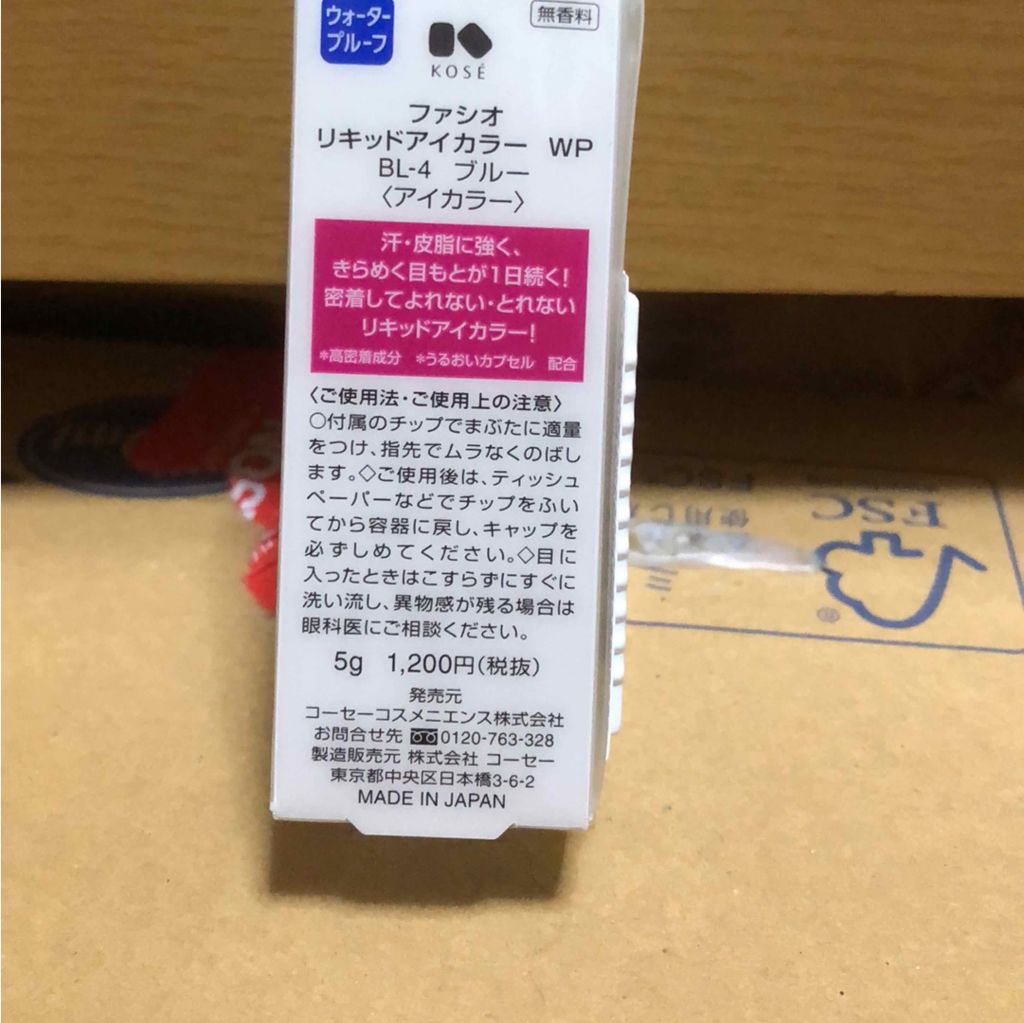 ウォーター
プルーフ
KOSÉ
無香料
ファシオ
リキッドアイカラー WP
BL-4 ブルー
〈アイカラー〉
汗・皮脂に強く、
きらめく目もとが1日続く!
密着してよれない・とれない
リキッドアイカラー!
*高密着成分 *うるおいカプセル 配合
〈ご使用法・ご使用上の注意〉
○付属のチップでまぶたに適量
をつけ、指先でムラなくのばし
ます。◇ご使用後は、ティッシュ
ペーパーなどでチップをふい
てから容器に戻し、キャップを
必ずしめてください。◇目に
入ったときはこすらずにすぐに
洗い流し、異物感が残る場合は
眼科医にご相談ください。
5g 1,200円(税抜)
発売元
コーセーコスメニエンス株式会社
お問合せ先 0120-763-328
製造販売元 株式会社 コーセー
東京都中央区日本橋3-6-2
MADE IN JAPAN
FSC
®